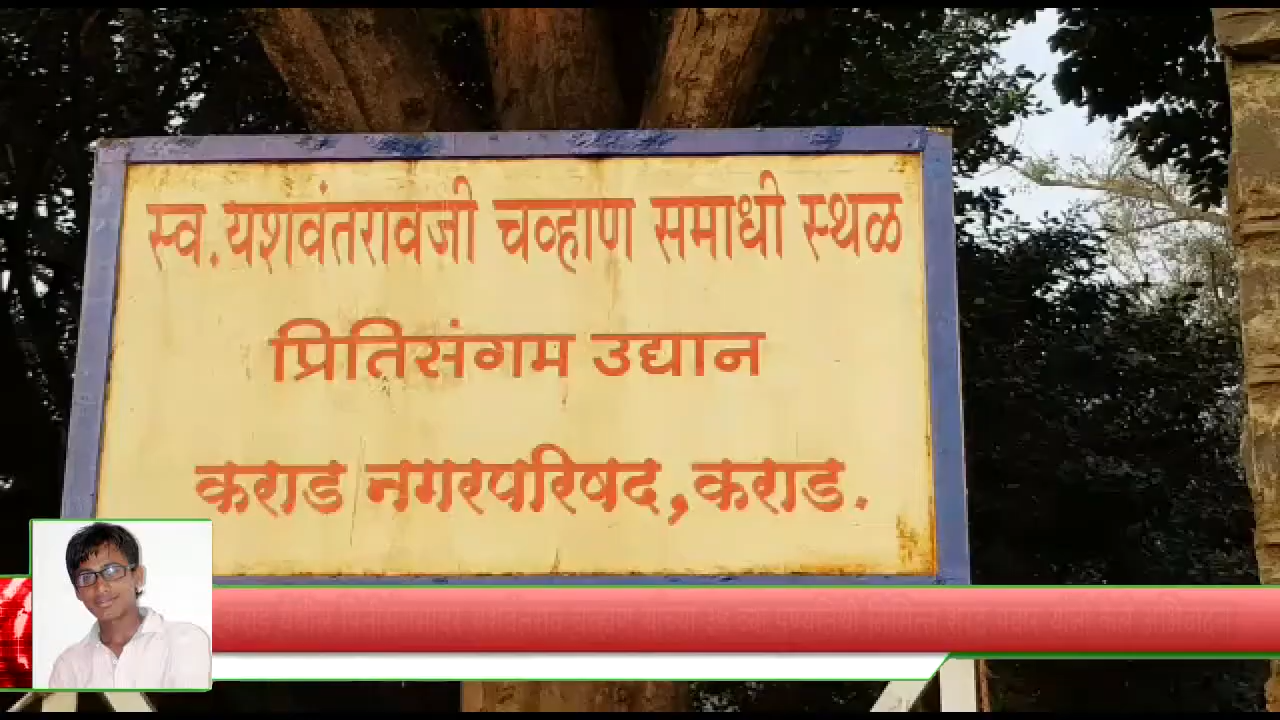 स्व.यशवंतरावजी चव्हाण समाधी स्थळ
प्रितिसंगम उद्यान
कराड नगरपरिषद,कराड.